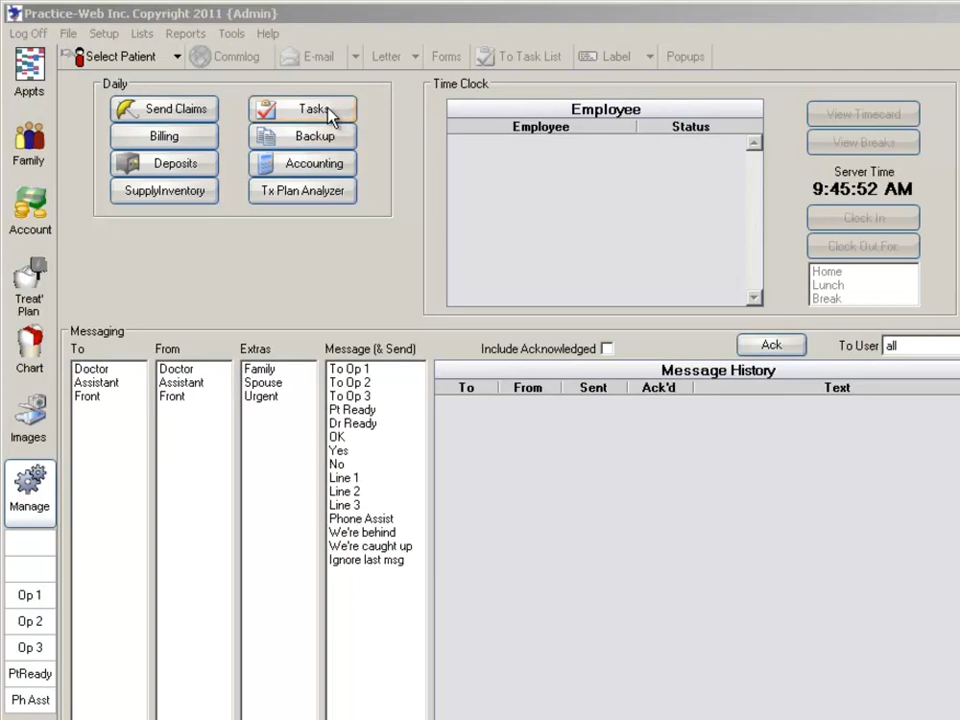 Practice-Web Inc. Copyright 2011 {Admin}
Log Off File Setup Lists Reports Tools Help
Select Patient Commlog E-mail Letter Forms To Task List Label Popups
Appts
Family
Account
Treat'
Plan
Chart
Images
Manage
Op 1
Op 2
Op 3
PtReady
Ph Asst
Daily
Send Claims Tasks
Billing Backup
Deposits Accounting
SupplyInventory Tx Plan Analyzer
Time Clock
Employee
Employee Status
View Timecard
View Breaks
Server Time
9:45:52 AM
Clock In
Clock Out For:
Home
Lunch
Break
Messaging
To From Extras Message (& Send) Include Acknowledged Ack To User all
Doctor
Assistant
Front
Doctor
Assistant
Front
Family
Spouse
Urgent
To Op 1
To Op 2
To Op 3
Pt Ready
Dr Ready
OK
Yes
No
Line 1
Line 2
Line 3
Phone Assist
We're behind
We're caught up
Ignore last msg
Message History
To From Sent Ack'd Text